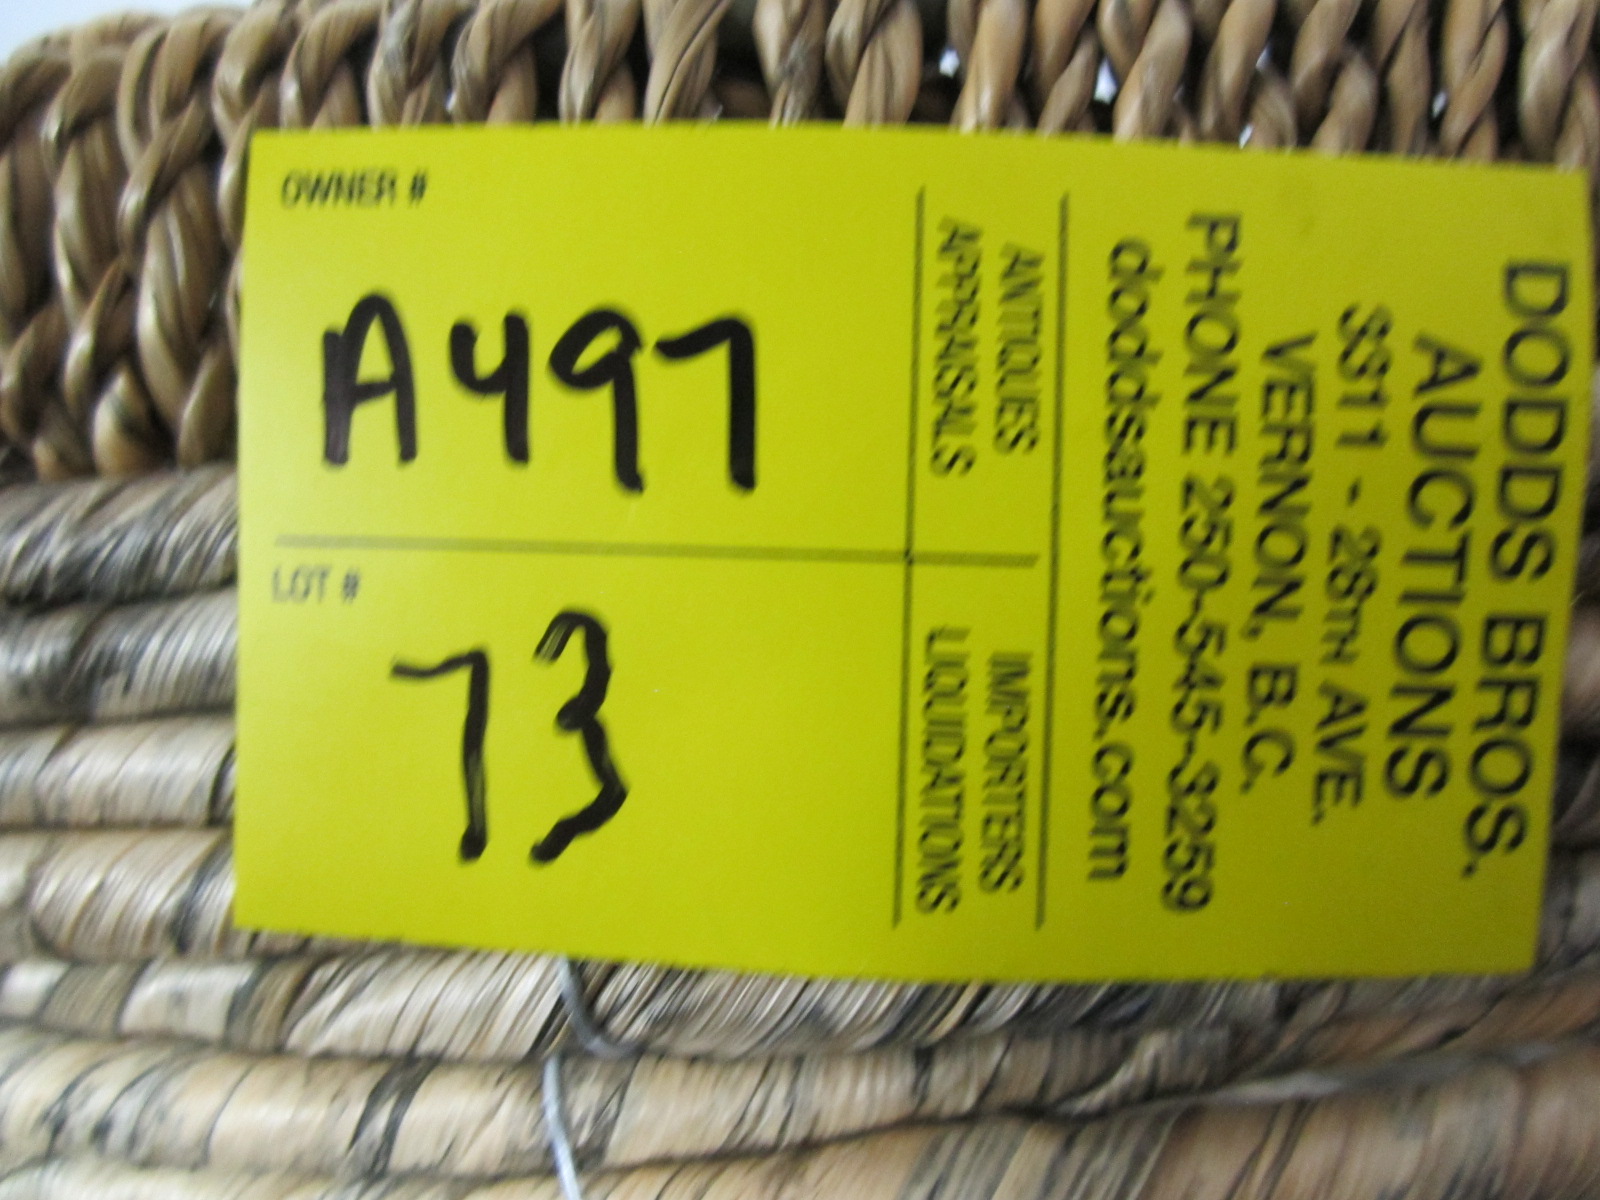 OWNER #
A497
LOT #
73
ANTIQUES
APPRAISALS
IMPORTERS
LIQUIDATIONS
DODDS BROS.
AUCTIONS
3311 - 28TH AVE.
VERNON, B.C.
PHONE 250-545-3259
doddsauctions.com